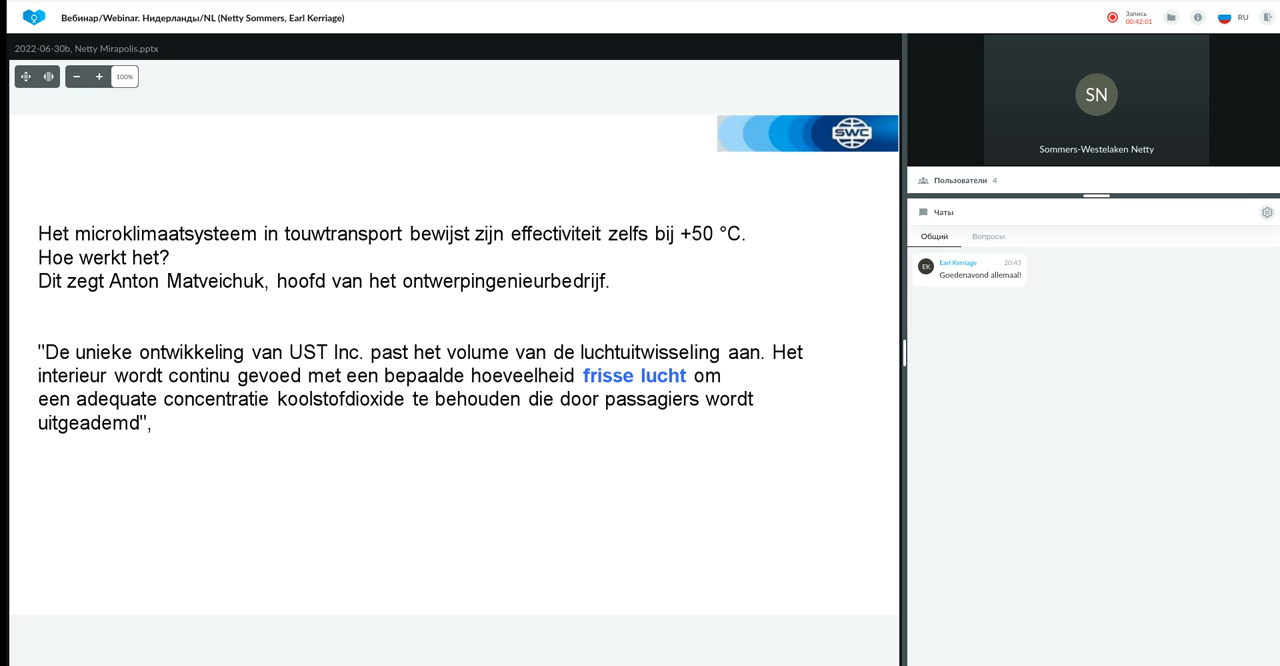 Вебинар/Webinar. Нидерланды/NL (Netty Sommers, Earl Kerriage)
Запись
00:42:01
RU
2022-06-30b, Netty Mirapolis.pptx
100%
SWC
Het microklimaatsysteem in touwtransport bewijst zijn effectiviteit zelfs bij +50 °C.
Hoe werkt het?
Dit zegt Anton Matveichuk, hoofd van het ontwerpingenieurbedrijf.
"De unieke ontwikkeling van UST Inc. past het volume van de luchtuitwisseling aan. Het
interieur wordt continu gevoed met een bepaalde hoeveelheid frisse lucht om
een adequate concentratie koolstofdioxide te behouden die door passagiers wordt
uitgeademd",
SN
Sommers-Westelaken Netty
Пользователи 4
Чаты
Общий Вопросы
EK
Earl Kerriage 20:43
Goedenavond allemaal!